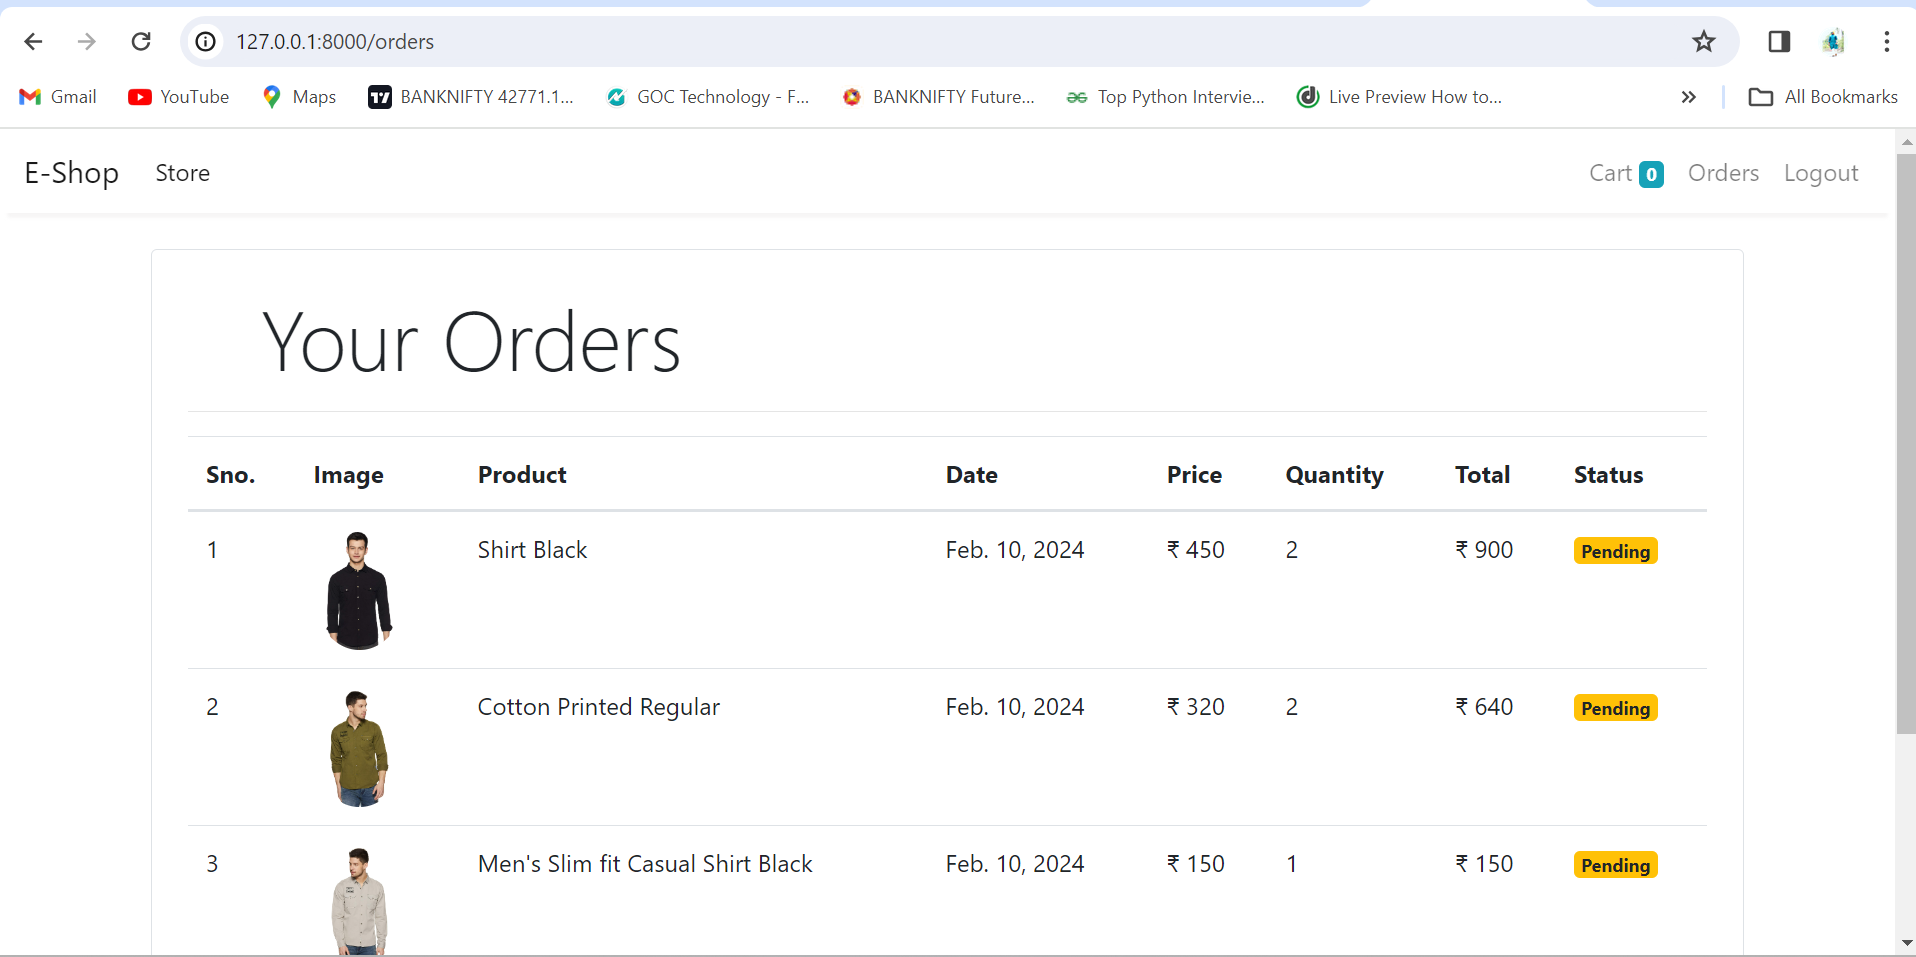 127.0.0.1:8000/orders
Gmail YouTube Maps BANKNIFTY 42771.1... GOC Technology - F... BANKNIFTY Future... Top Python Intervie... Live Preview How to... All Bookmarks
E-Shop Store Cart 0 Orders Logout
Your Orders
Sno. Image Product Date Price Quantity Total Status
1 Shirt Black Feb. 10, 2024 ₹ 450 2 ₹ 900 Pending
2 Cotton Printed Regular Feb. 10, 2024 ₹ 320 2 ₹ 640 Pending
3 Men's Slim fit Casual Shirt Black Feb. 10, 2024 ₹ 150 1 ₹ 150 Pending